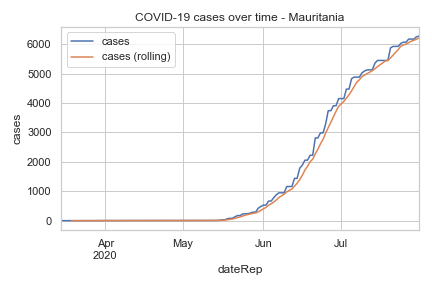 COVID-19 cases over time - Mauritania
cases
cases (rolling)
6000
5000
4000
3000
2000
1000
0
cases
Apr
2020
May
Jun
Jul
dateRep